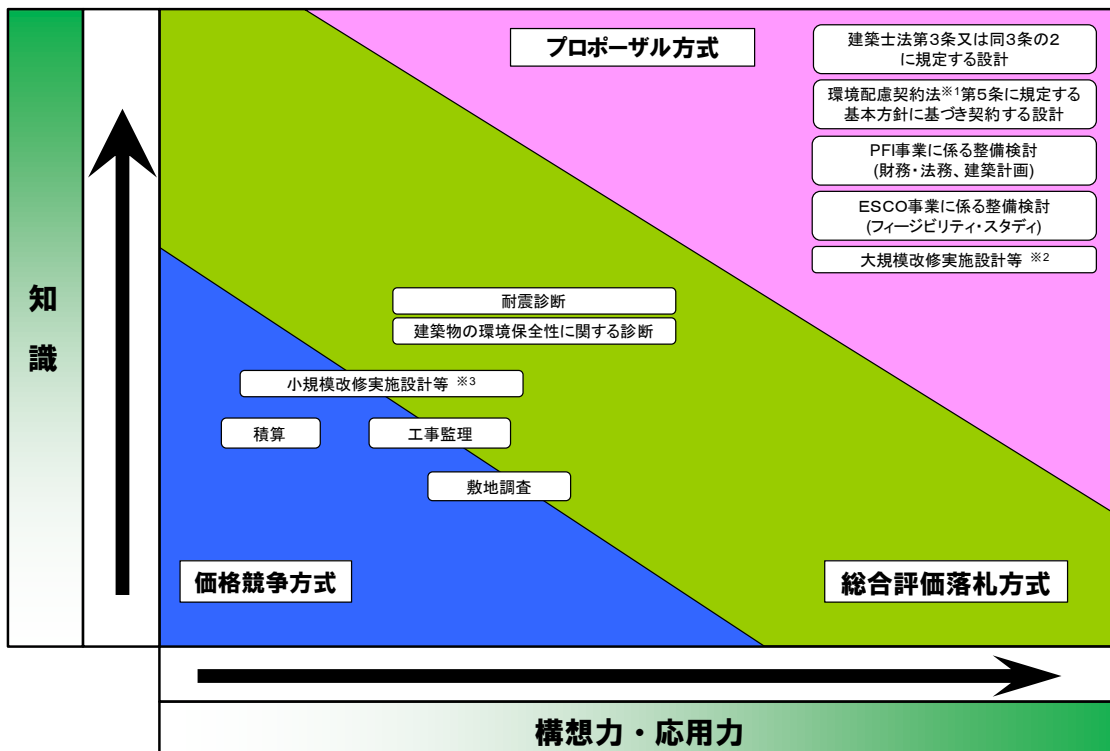 プロポーザル方式
建築士法第3条又は同3条の2
に規定する設計
環境配慮契約法※1第5条に規定する
基本方針に基づき契約する設計
PFI事業に係る整備検討
(財務・法務、建築計画)
ESCO事業に係る整備検討
(フィージビリティ・スタディ)
大規模改修実施設計等 ※2
知識
耐震診断
建築物の環境保全性に関する診断
小規模改修実施設計等 ※3
積算
工事監理
敷地調査
価格競争方式
総合評価落札方式
構想力・応用力